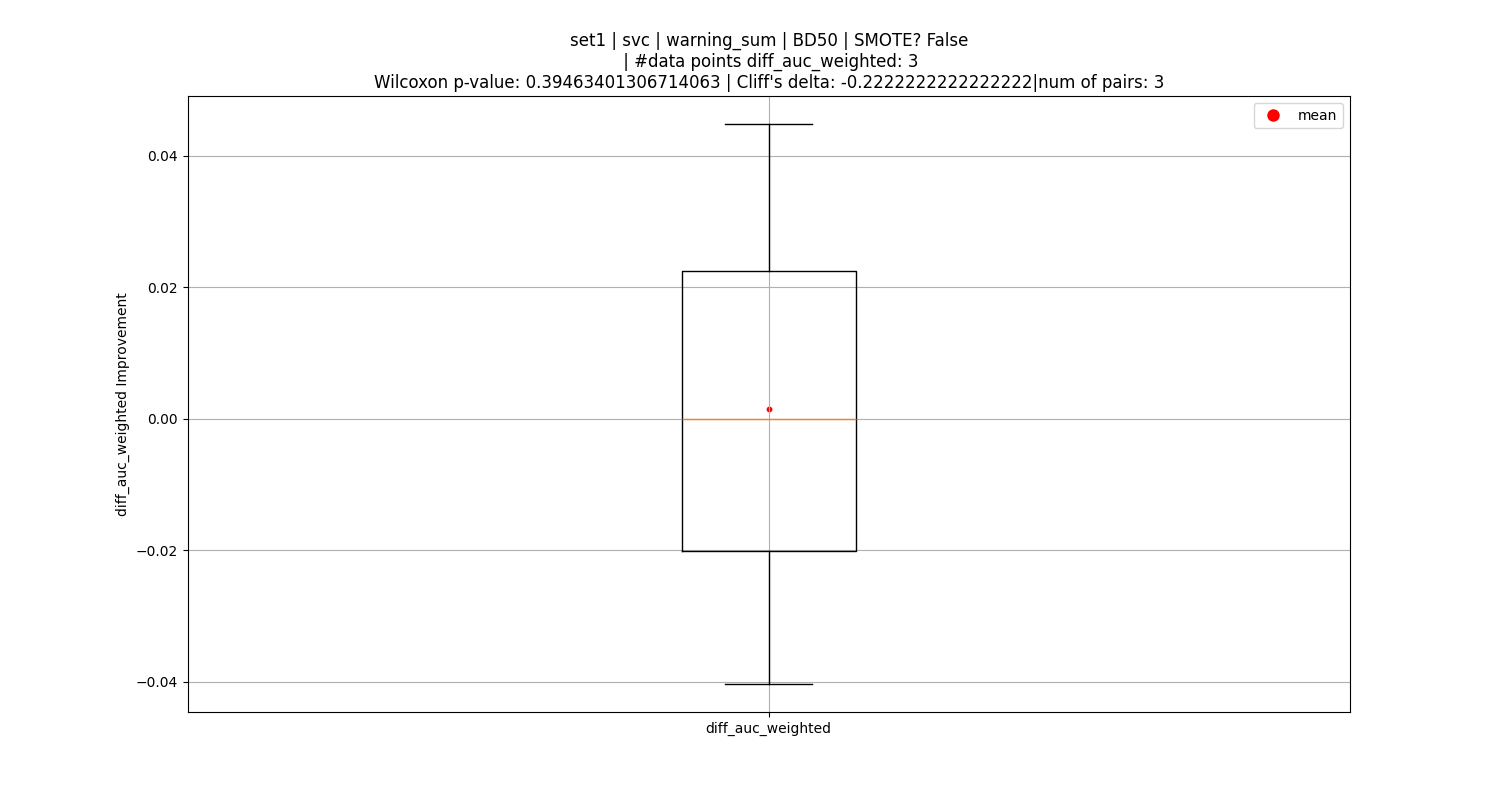 set1 | svc | warning_sum | BD50 | SMOTE? False
| #data points diff_auc_weighted: 3
Wilcoxon p-value: 0.39463401306714063 | Cliff's delta: -0.2222222222222222|num of pairs: 3
mean
0.04
0.02
0.00
−0.02
−0.04
diff_auc_weighted Improvement
diff_auc_weighted